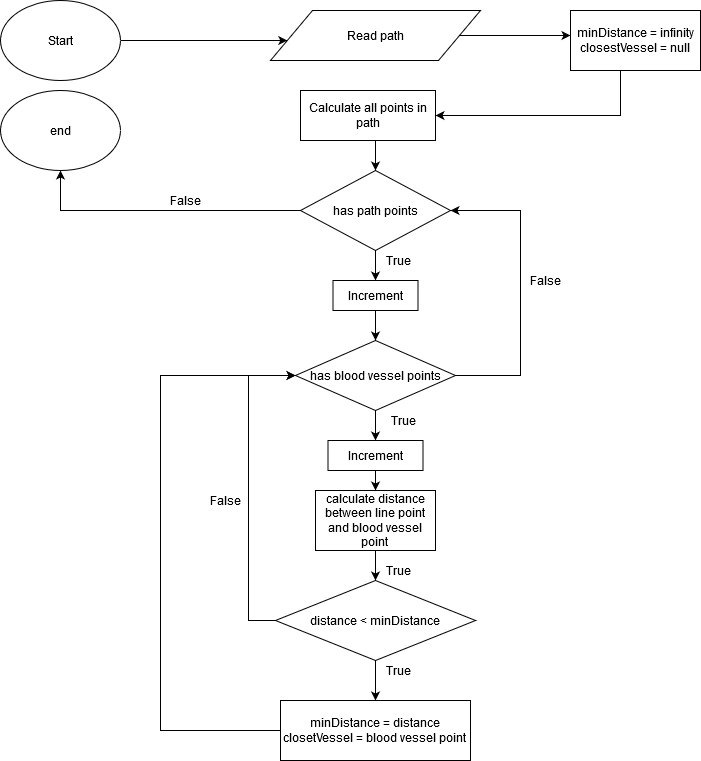 Start
Read path
minDistance = infinity
closestVessel = null
Calculate all points in
path
end
False
has path points
True
False
Increment
has blood vessel points
True
Increment
False
calculate distance
between line point
and blood vessel
point
True
distance < minDistance
True
minDistance = distance
closetVessel = blood vessel point